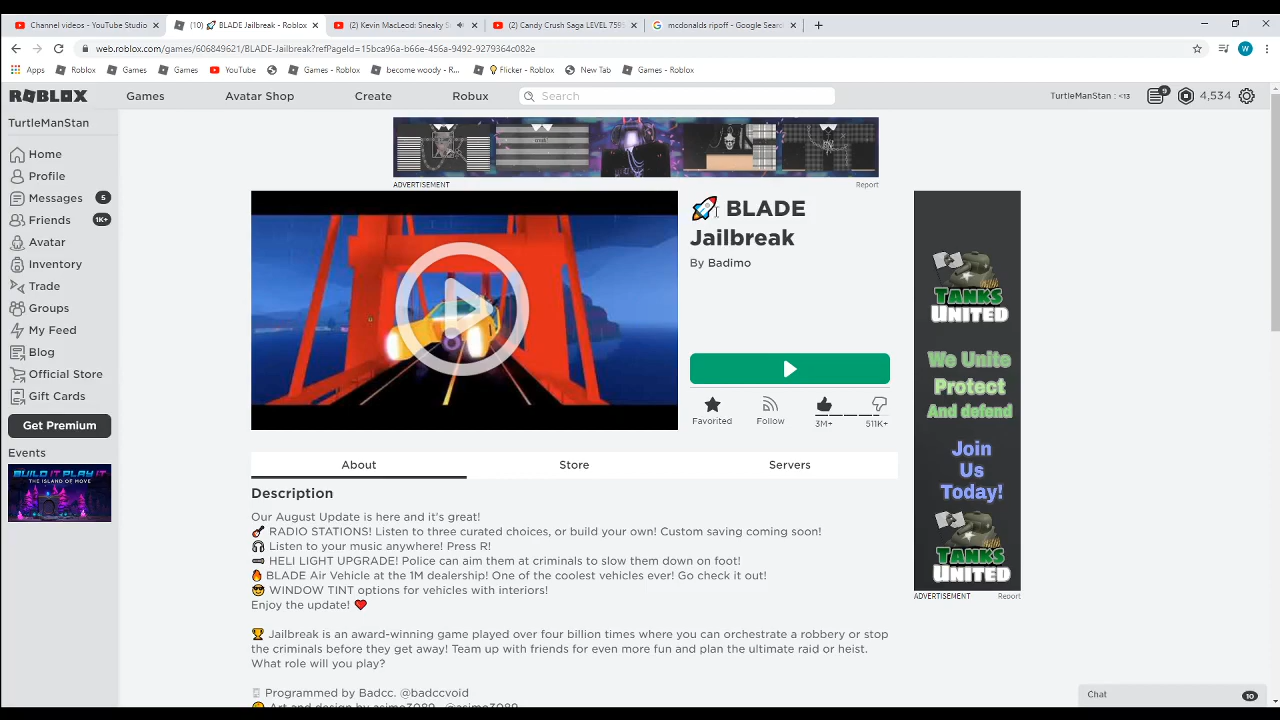 Channel videos - YouTube Studio
(10) 🚀 BLADE Jailbreak - Roblox
(2) Kevin MacLeod: Sneaky S
(2) Candy Crush Saga LEVEL 759
mcdonalds ripoff - Google Sear
web.roblox.com/games/606849621/BLADE-Jailbreak?refPageId=15bca96a-b66e-456a-9492-9279364c082e
W
Apps
Roblox
Games
Games
YouTube
Games - Roblox
become woody - R...
Flicker - Roblox
New Tab
Games - Roblox
ROBLOX
Games
Avatar Shop
Create
Robux
Search
TurtleManStan : <13
9
4,534
TurtleManStan
Home
Profile
Messages 5
Friends 1K+
Avatar
Inventory
Trade
Groups
My Feed
Blog
Official Store
Gift Cards
Get Premium
Events
BUILD IT PLAY IT
THE ISLAND OF MOVE
ADVERTISEMENT
Report
🚀 BLADE
Jailbreak
By Badimo
Favorited
Follow
3M+
511K+
About
Store
Servers
Description
Our August Update is here and it's great!
🎸 RADIO STATIONS! Listen to three curated choices, or build your own! Custom saving coming soon!
🎧 Listen to your music anywhere! Press R!
🔦 HELI LIGHT UPGRADE! Police can aim them at criminals to slow them down on foot!
🔥 BLADE Air Vehicle at the 1M dealership! One of the coolest vehicles ever! Go check it out!
😎 WINDOW TINT options for vehicles with interiors!
Enjoy the update! ❤️
🏆 Jailbreak is an award-winning game played over four billion times where you can orchestrate a robbery or stop
the criminals before they get away! Team up with friends for even more fun and plan the ultimate raid or heist.
What role will you play?
Programmed by Badcc. @badccvoid
Art and design by asimo3089. @asimo3089
TANKS
UNITED
We Unite
Protect
And defend
Join
Us
Today!
TANKS
UNITED
ADVERTISEMENT
Report
Chat
10